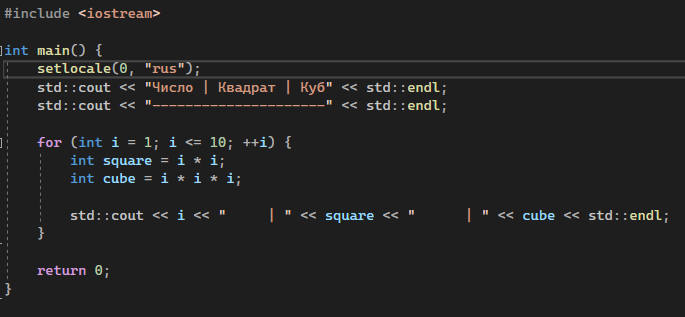 #include <iostream>
int main() {
setlocale(0, "rus");
std::cout << "Число | Квадрат | Куб" << std::endl;
std::cout << "---------------------" << std::endl;
for (int i = 1; i <= 10; ++i) {
int square = i * i;
int cube = i * i * i;
std::cout << i << "     | " << square << "      | " << cube << std::endl;
}
return 0;
}